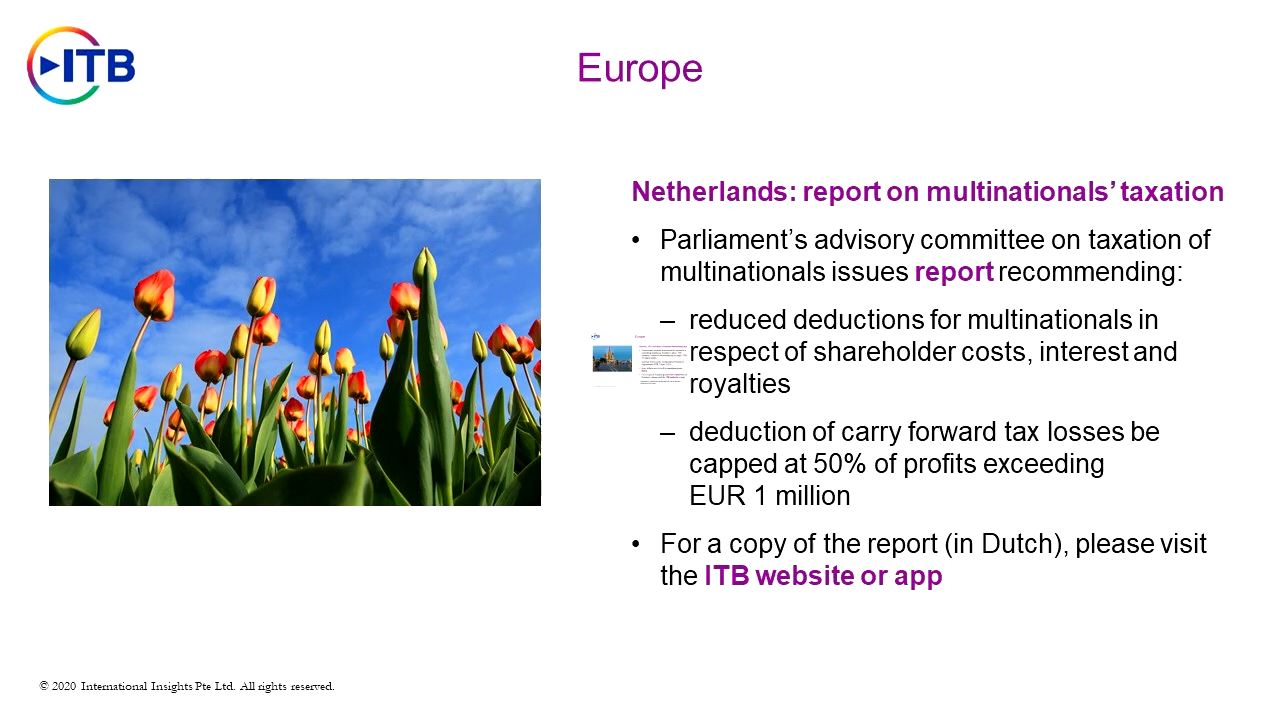 ITB
Europe
Netherlands: report on multinationals’ taxation
• Parliament’s advisory committee on taxation of
multinationals issues report recommending:
– reduced deductions for multinationals in
respect of shareholder costs, interest and
royalties
– deduction of carry forward tax losses be
capped at 50% of profits exceeding
EUR 1 million
• For a copy of the report (in Dutch), please visit
the ITB website or app
Europe
© 2020 International Insights Pte Ltd. All rights reserved.